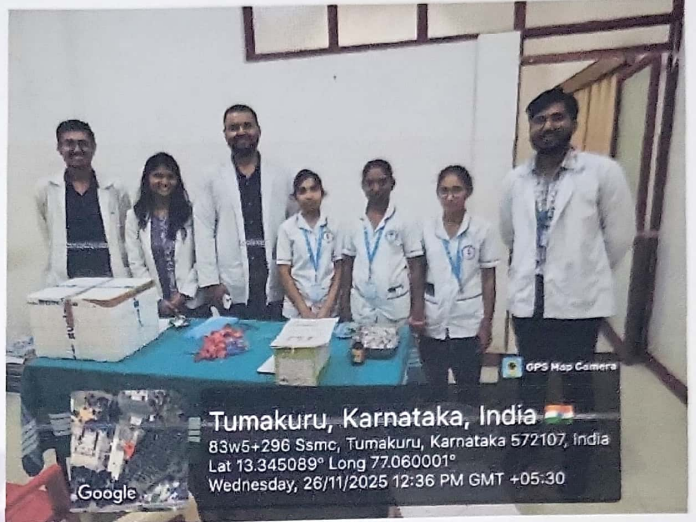 GPS Map Camera
Tumakuru, Karnataka, India 🇮🇳
83w5+296 Ssmc, Tumakuru, Karnataka 572107, India
Lat 13.345089° Long 77.060001°
Wednesday, 26/11/2025 12:36 PM GMT +05:30
Google